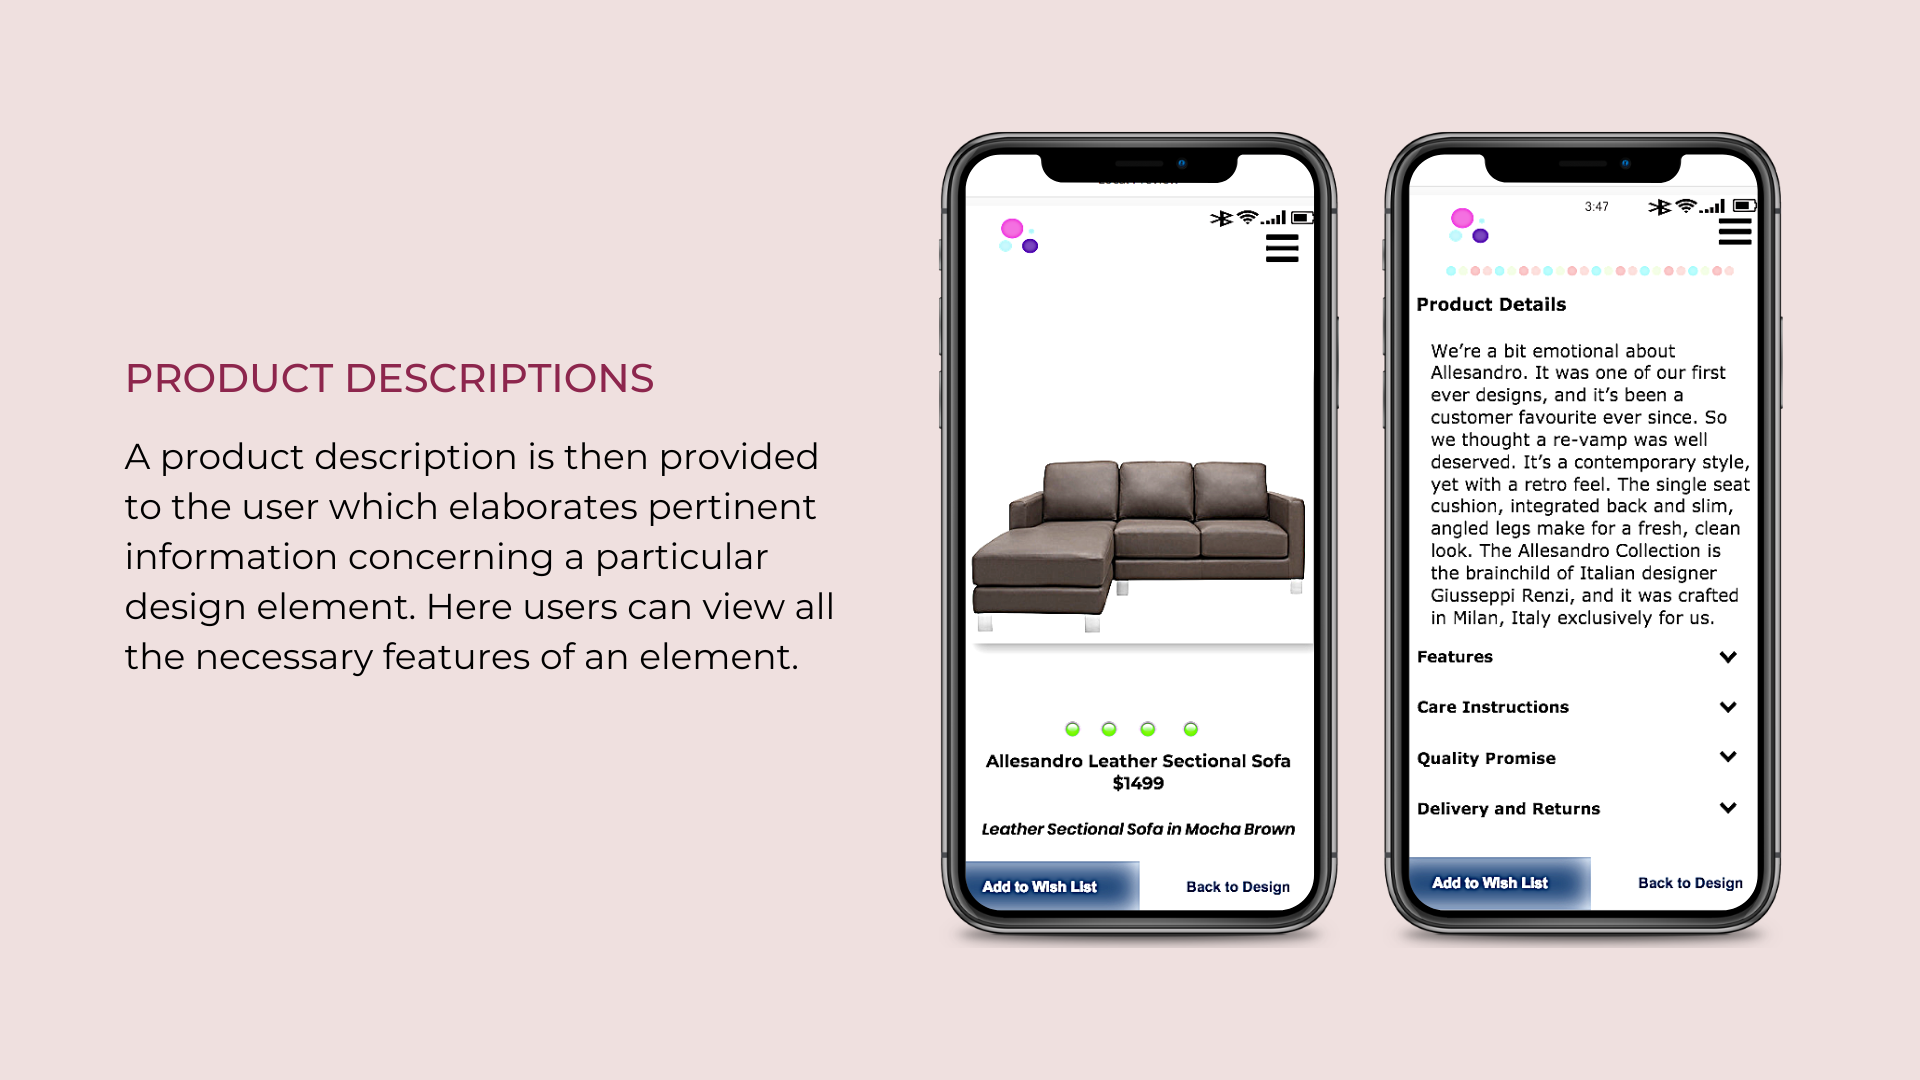 PRODUCT DESCRIPTIONS
A product description is then provided
to the user which elaborates pertinent
information concerning a particular
design element. Here users can view all
the necessary features of an element.
Allesandro Leather Sectional Sofa
$1499
Leather Sectional Sofa in Mocha Brown
Add to Wish List
Back to Design
3:47
Product Details
We’re a bit emotional about
Allesandro. It was one of our first
ever designs, and it’s been a
customer favourite ever since. So
we thought a re-vamp was well
deserved. It’s a contemporary style,
yet with a retro feel. The single seat
cushion, integrated back and slim,
angled legs make for a fresh, clean
look. The Allesandro Collection is
the brainchild of Italian designer
Giusseppi Renzi, and it was crafted
in Milan, Italy exclusively for us.
Features
Care Instructions
Quality Promise
Delivery and Returns
Add to Wish List
Back to Design